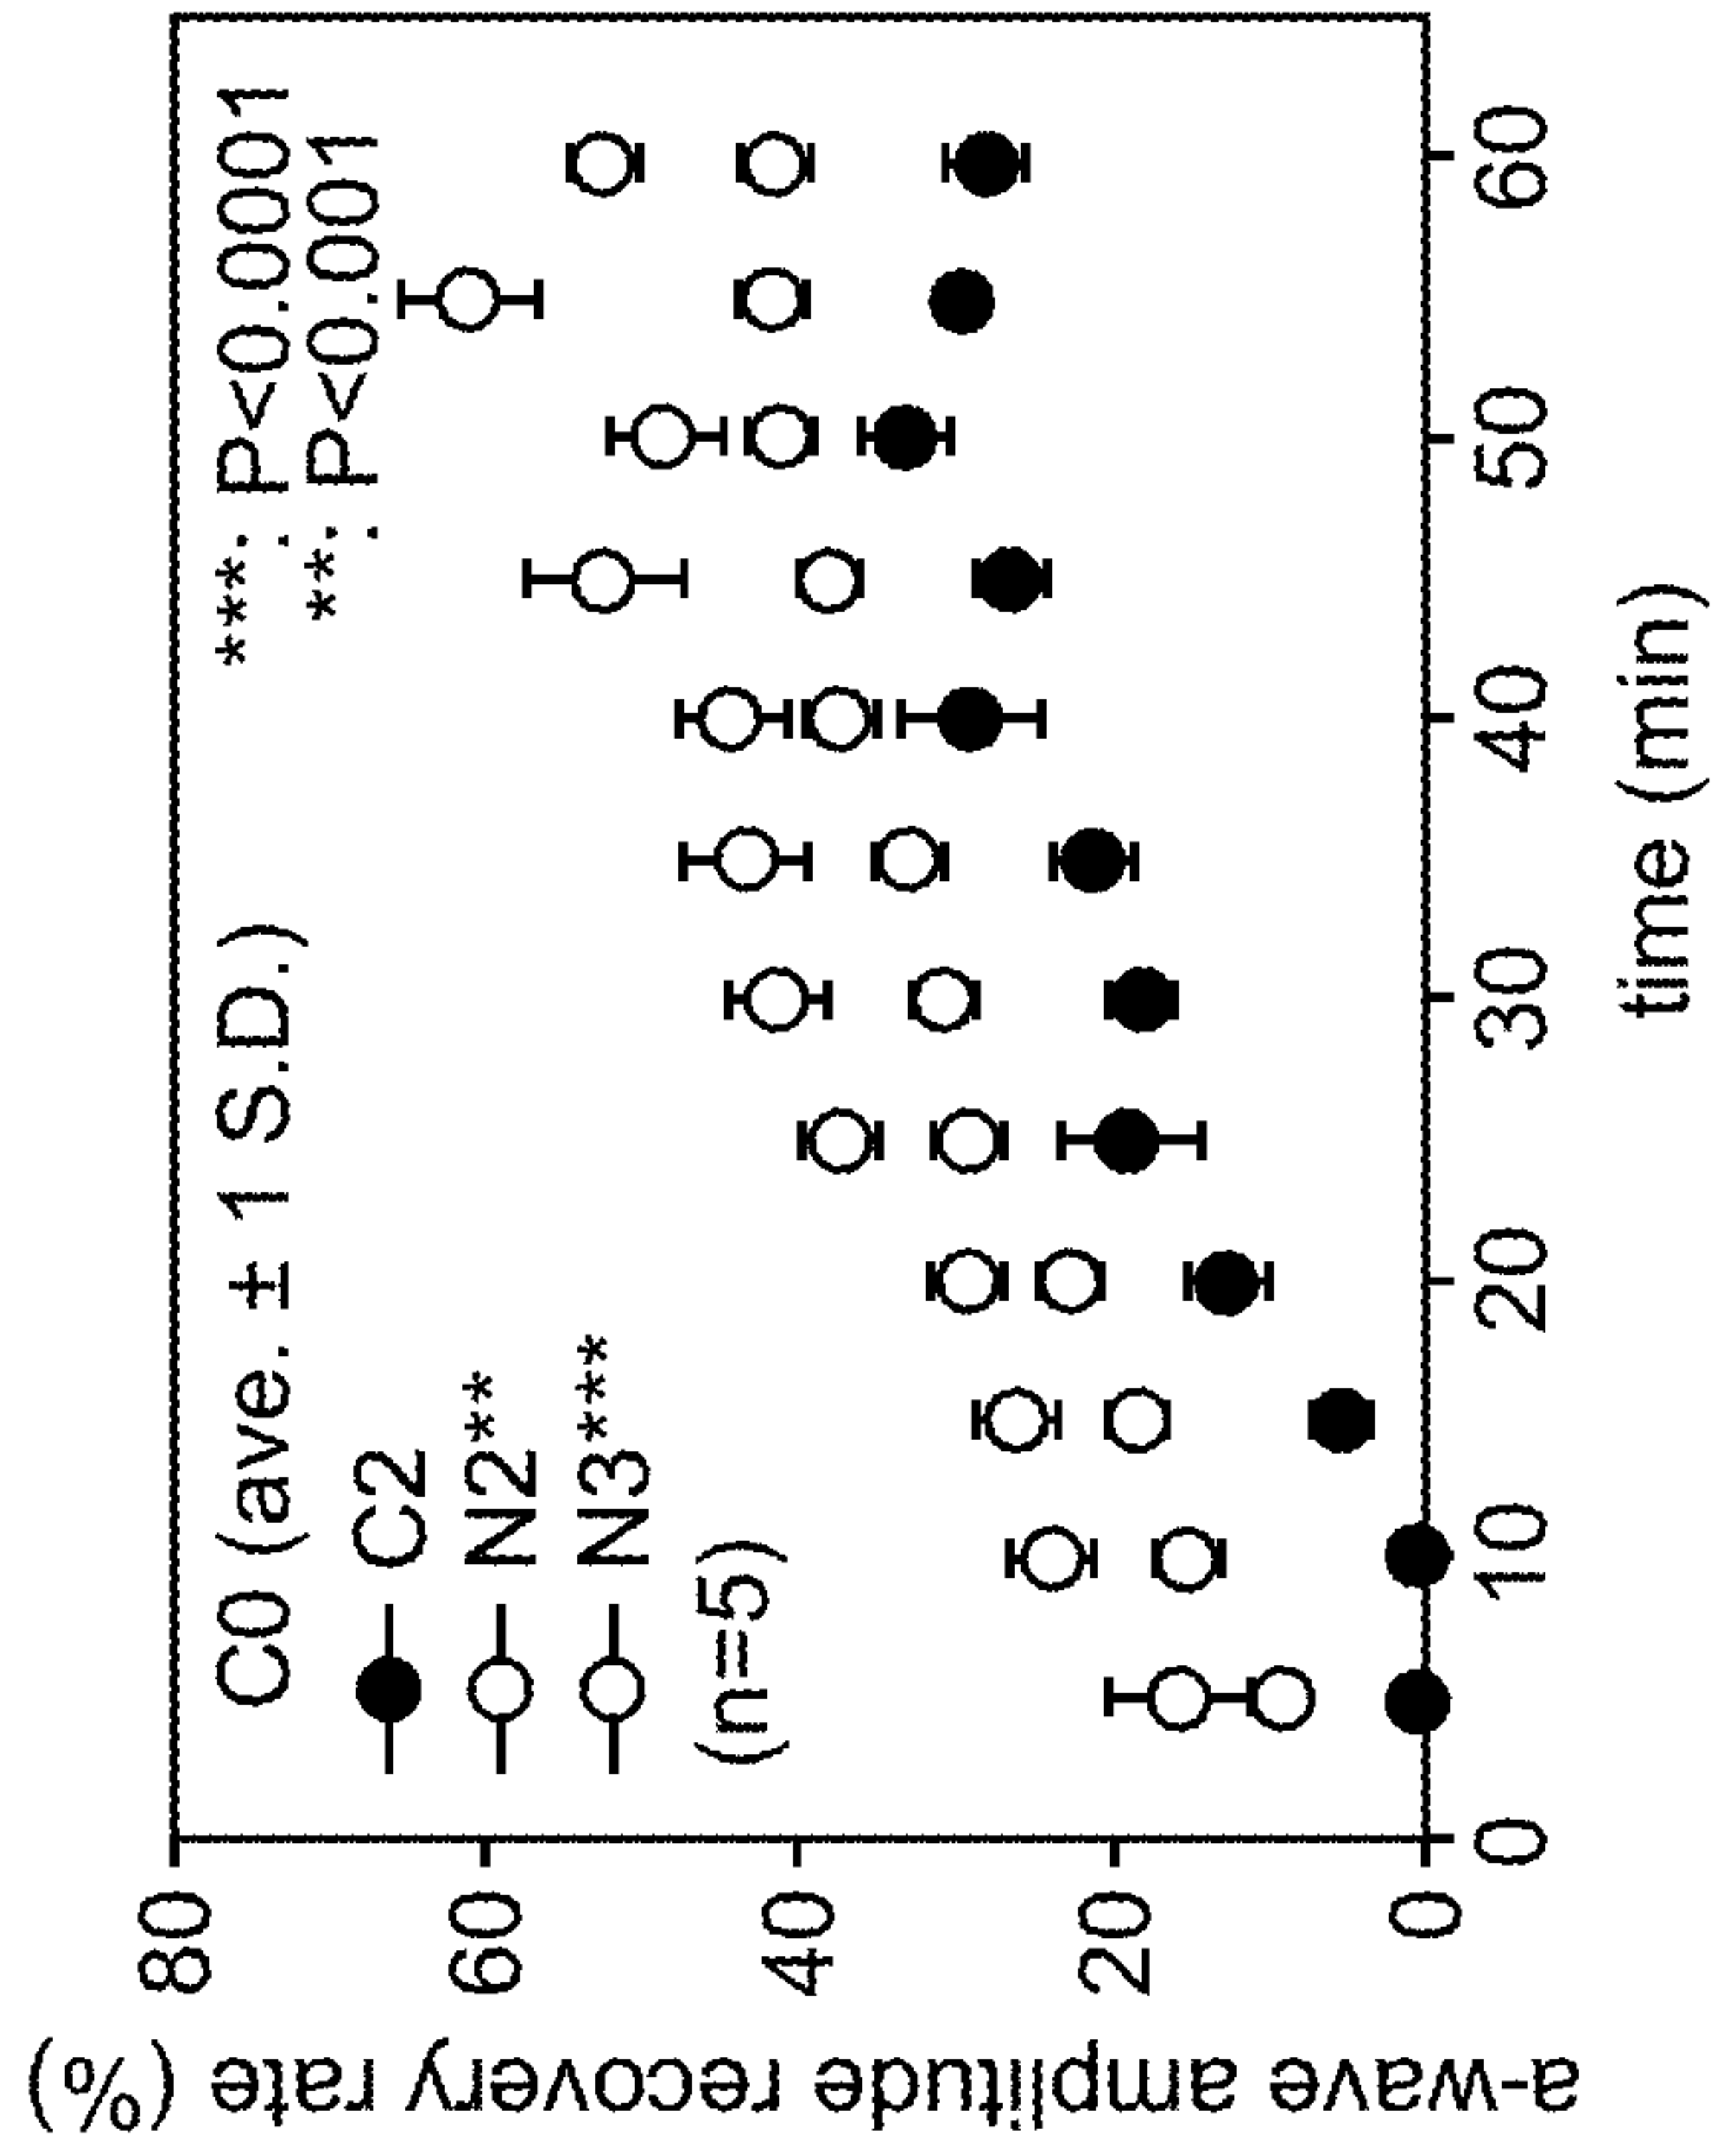 C0 (ave. ± 1 S.D.)
***: P<0.0001
**: P<0.001
C2
N2**
N3***
(n=5)
a-wave amplitude recovery rate (%)
80
60
40
20
0
0 10 20 30 40 50 60
time (min)